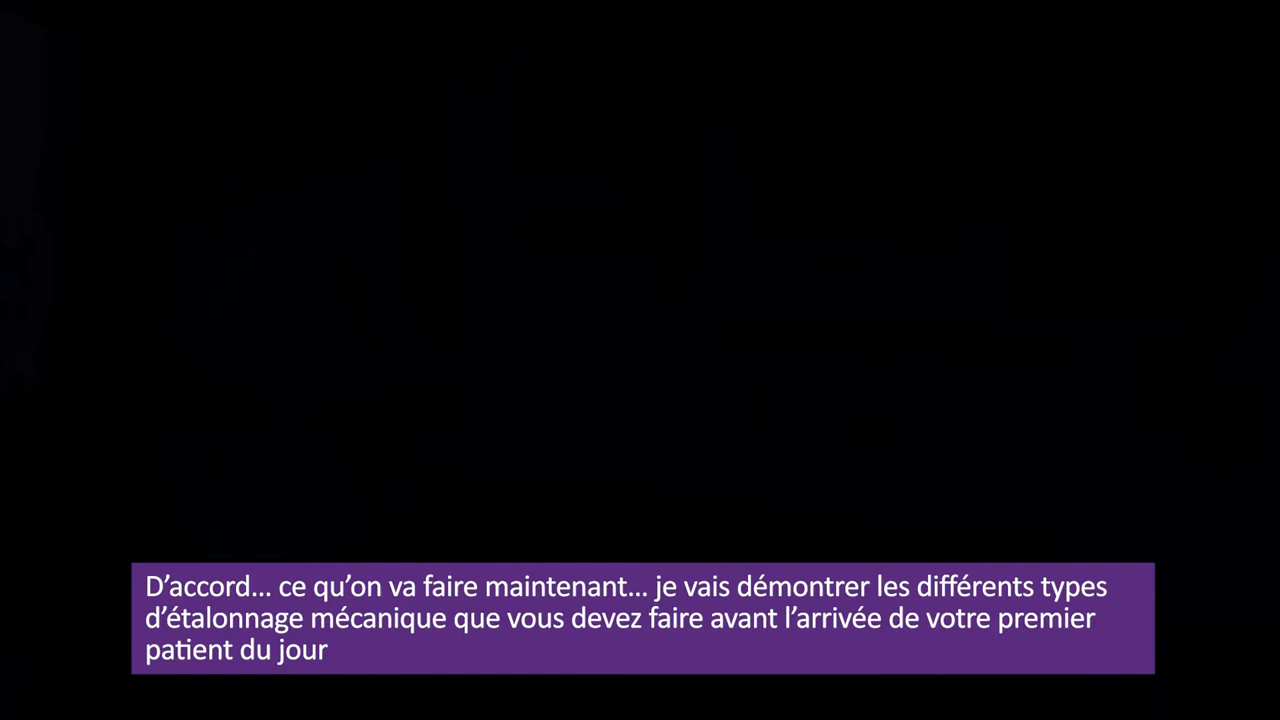 D’accord… ce qu’on va faire maintenant… je vais démontrer les différents types
d’étalonnage mécanique que vous devez faire avant l’arrivée de votre premier
patient du jour